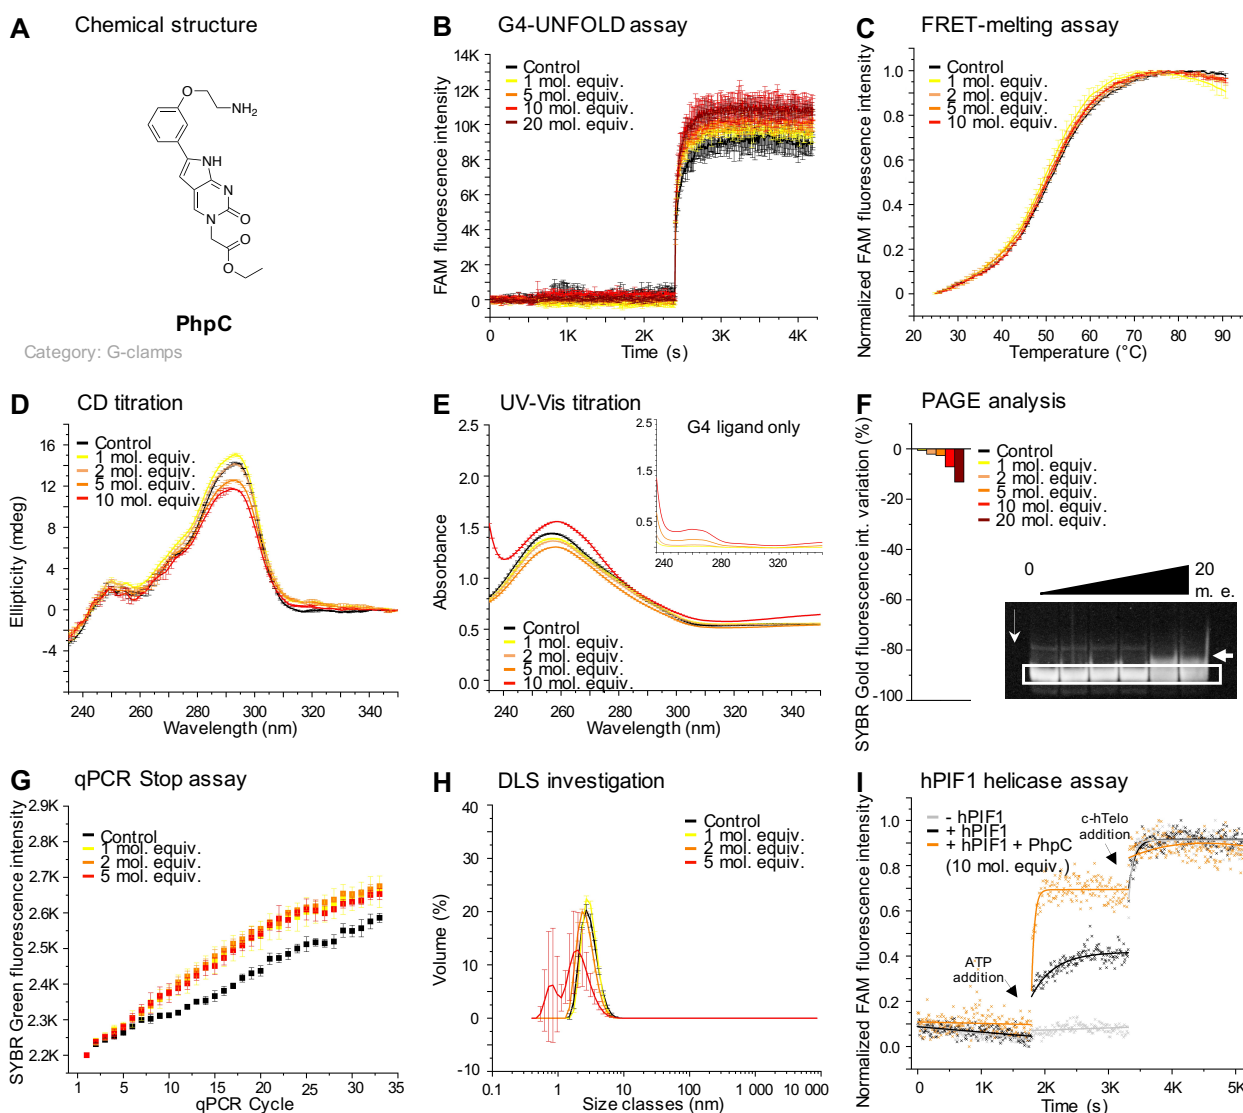 A Chemical structure
O
NH2
NH
N
N
O
O
O
PhpC
Category: G-clamps
B G4-UNFOLD assay
Control
1 mol. equiv.
5 mol. equiv.
10 mol. equiv.
20 mol. equiv.
FAM fluorescence intensity
14K
12K
10K
8K
6K
4K
2K
0
0 1K 2K 3K 4K
Time (s)
C FRET-melting assay
Control
1 mol. equiv.
2 mol. equiv.
5 mol. equiv.
10 mol. equiv.
Normalized FAM fluorescence intensity
1.0
0.8
0.6
0.4
0.2
0
20 30 40 50 60 70 80 90
Temperature (°C)
D CD titration
Control
1 mol. equiv.
2 mol. equiv.
5 mol. equiv.
10 mol. equiv.
Ellipticity (mdeg)
16
12
8
4
0
-4
240 260 280 300 320 340
Wavelength (nm)
E UV-Vis titration
G4 ligand only
2.5
1.5
0.5
240 280 320
Absorbance
2.5
2.0
1.5
1.0
0.5
0.0
Control
1 mol. equiv.
2 mol. equiv.
5 mol. equiv.
10 mol. equiv.
240 260 280 300 320 340
Wavelength (nm)
F PAGE analysis
SYBR Gold fluorescence int. variation (%)
0
-20
-40
-60
-80
-100
Control
1 mol. equiv.
2 mol. equiv.
5 mol. equiv.
10 mol. equiv.
20 mol. equiv.
0 20
m. e.
G qPCR Stop assay
SYBR Green fluorescence intensity
2.9K
2.8K
2.7K
2.6K
2.5K
2.4K
2.3K
2.2K
Control
1 mol. equiv.
2 mol. equiv.
5 mol. equiv.
1 5 10 15 20 25 30 35
qPCR Cycle
H DLS investigation
Volume (%)
40
30
20
10
0
-10
Control
1 mol. equiv.
2 mol. equiv.
5 mol. equiv.
0.1 1 10 100 1 000 10 000
Size classes (nm)
I hPIF1 helicase assay
Normalized FAM fluorescence intensity
1.0
0.8
0.6
0.4
0.2
0.0
- hPIF1
+ hPIF1
+ hPIF1 + PhpC
(10 mol. equiv.)
c-hTelo
addition
ATP
addition
0 1K 2K 3K 4K 5K
Time (s)